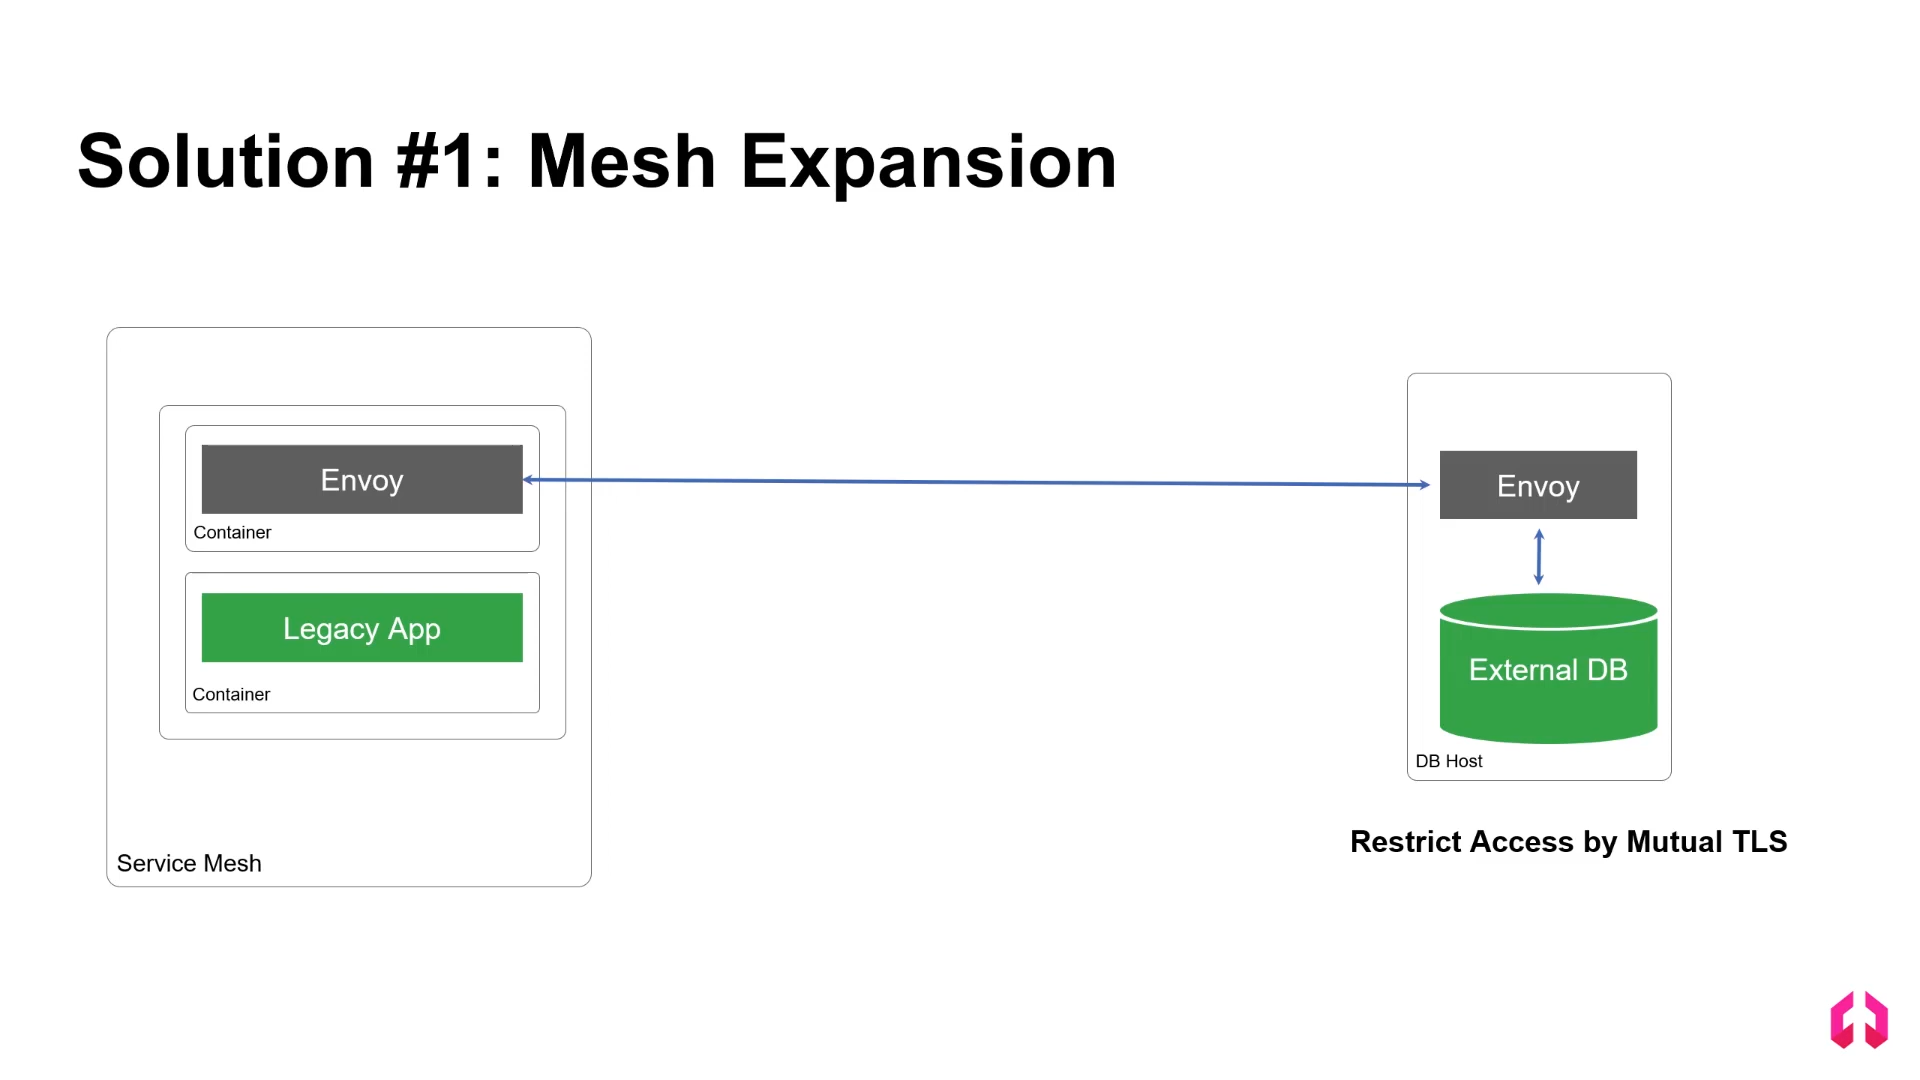 Solution #1: Mesh Expansion
Envoy
Container
Legacy App
Container
Service Mesh
Envoy
External DB
DB Host
Restrict Access by Mutual TLS